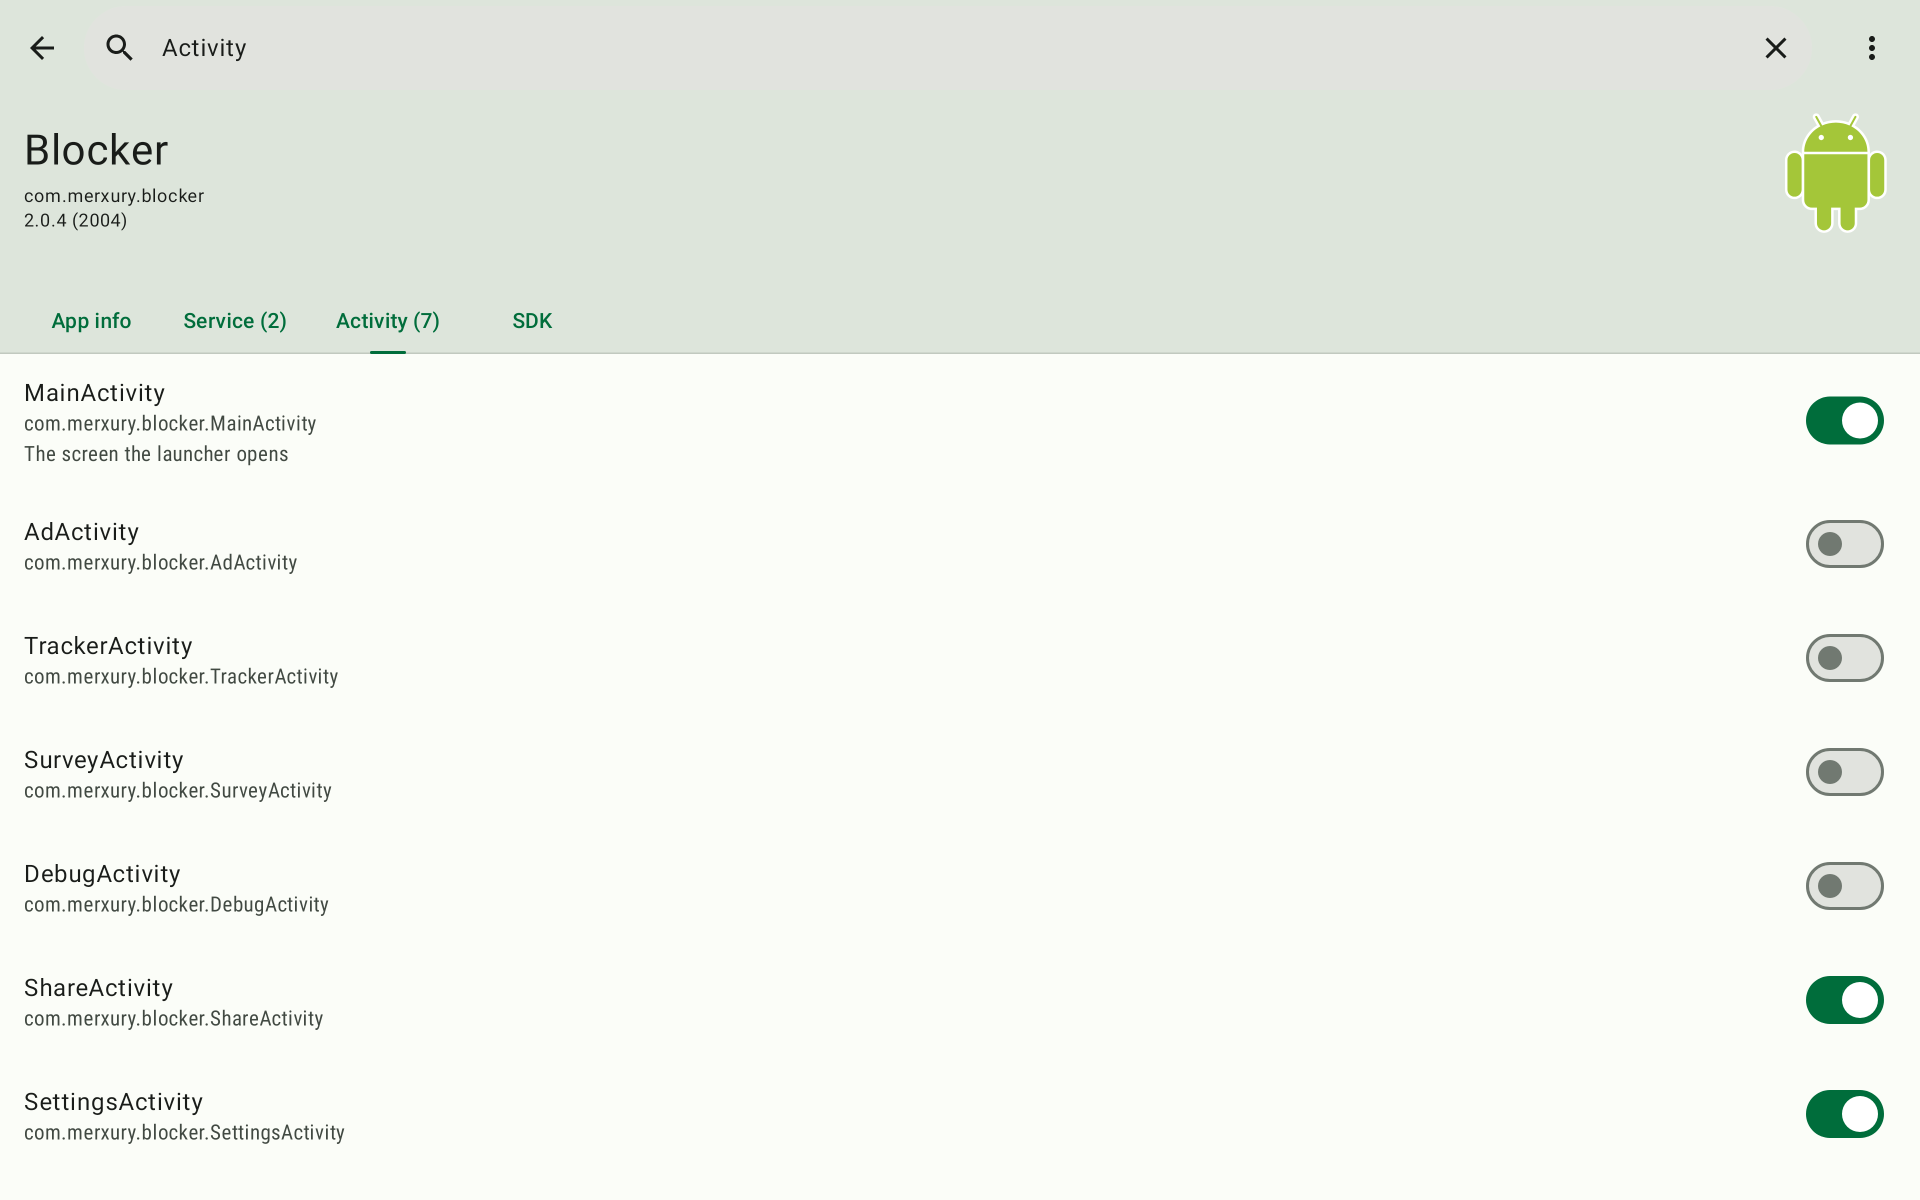 Activity
Blocker
com.merxury.blocker
2.0.4 (2004)
App info
Service (2)
Activity (7)
SDK
MainActivity
com.merxury.blocker.MainActivity
The screen the launcher opens
AdActivity
com.merxury.blocker.AdActivity
TrackerActivity
com.merxury.blocker.TrackerActivity
SurveyActivity
com.merxury.blocker.SurveyActivity
DebugActivity
com.merxury.blocker.DebugActivity
ShareActivity
com.merxury.blocker.ShareActivity
SettingsActivity
com.merxury.blocker.SettingsActivity